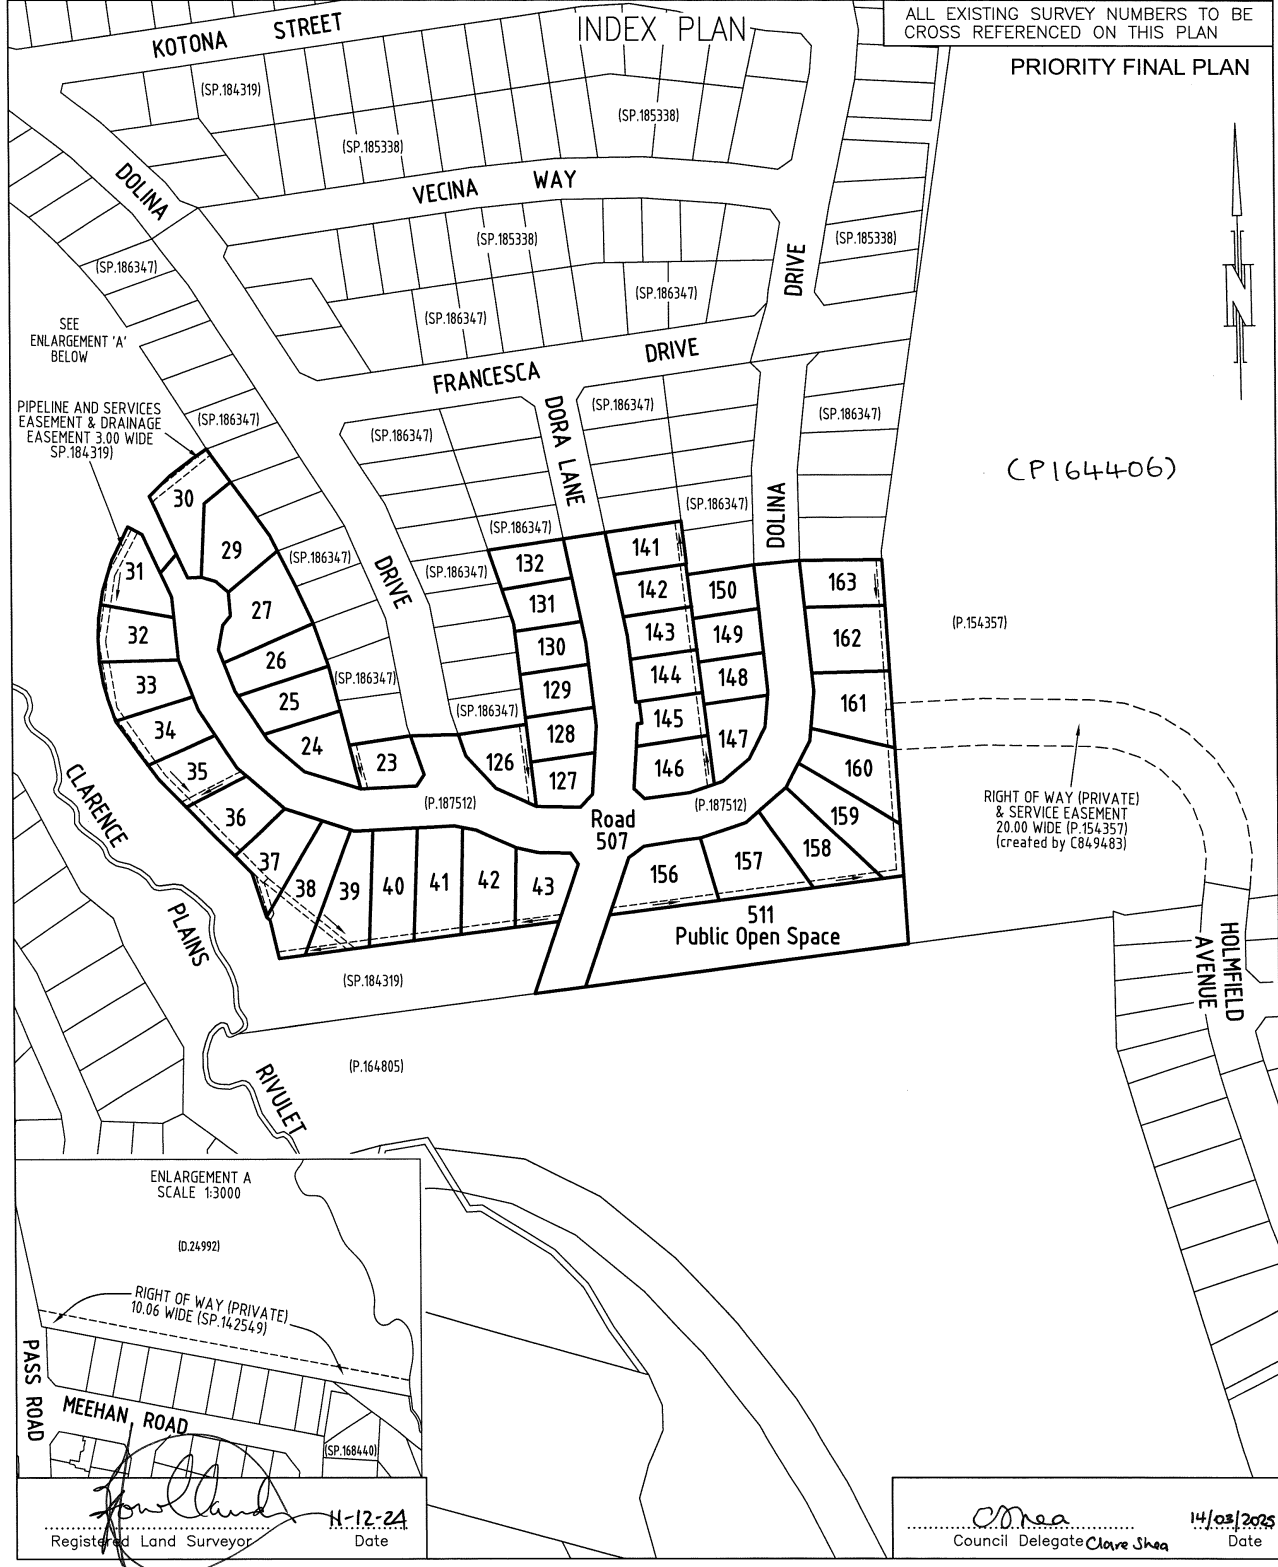 INDEX PLAN
ALL EXISTING SURVEY NUMBERS TO BE
CROSS REFERENCED ON THIS PLAN
PRIORITY FINAL PLAN
KOTONA STREET
(SP.184319)
(SP.185338)
(SP.185338)
DOLINA
VECINA WAY
(SP.185338)
(SP.185338)
DRIVE
(SP.186347)
(SP.186347)
(SP.186347)
SEE
ENLARGEMENT 'A'
BELOW
FRANCESCA DRIVE
PIPELINE AND SERVICES
EASEMENT & DRAINAGE
EASEMENT 3.00 WIDE
SP.184319)
(SP.186347)
(SP.186347)
DORA LANE
(SP.186347)
(SP.186347)
(P164406)
30
(SP.186347)
(SP.186347)
DOLINA
29
(SP.186347)
DRIVE
(SP.186347)
132
141
31
142
150
163
27
131
(P.154357)
32
130
143
149
162
26
33
(SP.186347)
129
144
148
25
(SP.186347)
161
34
24
128
145
147
35
23
126
127
146
160
CLARENCE
36
(P.187512)
Road
507
(P.187512)
159
RIGHT OF WAY (PRIVATE)
& SERVICE EASEMENT
20.00 WIDE (P.154357)
(created by C849483)
37
38
39
40
41
42
43
156
157
158
511
Public Open Space
PLAINS
HOLMFIELD
AVENUE
(SP.184319)
(P.164805)
RIVULET
ENLARGEMENT A
SCALE 1:3000
(D.24992)
RIGHT OF WAY (PRIVATE)
10.06 WIDE (SP.142549)
PASS ROAD
MEEHAN ROAD
(SP.168440)
11-12-24
Registered Land Surveyor
Date
OShea
14/03/2025
Council Delegate Clare Shea
Date